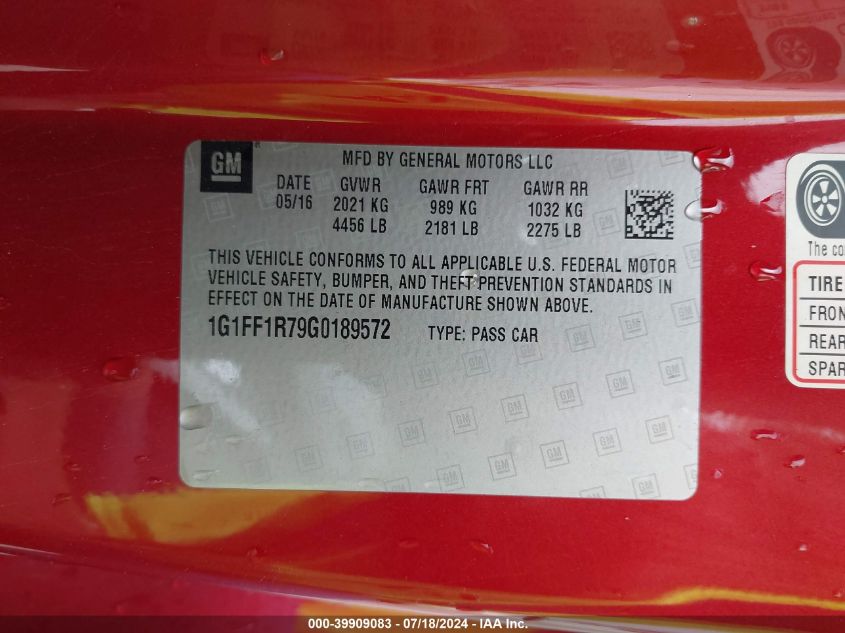 GM
MFD BY GENERAL MOTORS LLC
DATE GVWR GAWR FRT GAWR RR
05/16 2021 KG 989 KG 1032 KG
4456 LB 2181 LB 2275 LB
THIS VEHICLE CONFORMS TO ALL APPLICABLE U.S. FEDERAL MOTOR
VEHICLE SAFETY, BUMPER, AND THEFT PREVENTION STANDARDS IN
EFFECT ON THE DATE OF MANUFACTURE SHOWN ABOVE.
1G1FF1R79G0189572 TYPE: PASS CAR
The co
TIRE
FRON
REAR
SPAR
000-39909083 - 07/18/2024 - IAA Inc.